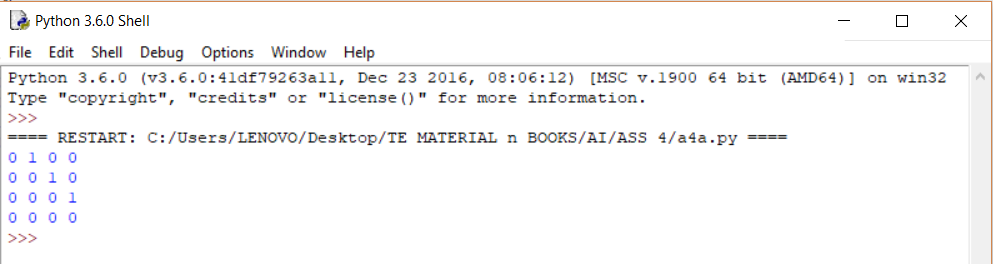 Python 3.6.0 Shell
File Edit Shell Debug Options Window Help
Python 3.6.0 (v3.6.0:41df79263a11, Dec 23 2016, 08:06:12) [MSC v.1900 64 bit (AMD64)] on win32
Type "copyright", "credits" or "license()" for more information.
>>>
==== RESTART: C:/Users/LENOVO/Desktop/TE MATERIAL n BOOKS/AI/ASS 4/a4a.py ====
0 1 0 0
0 0 1 0
0 0 0 1
0 0 0 0
>>>